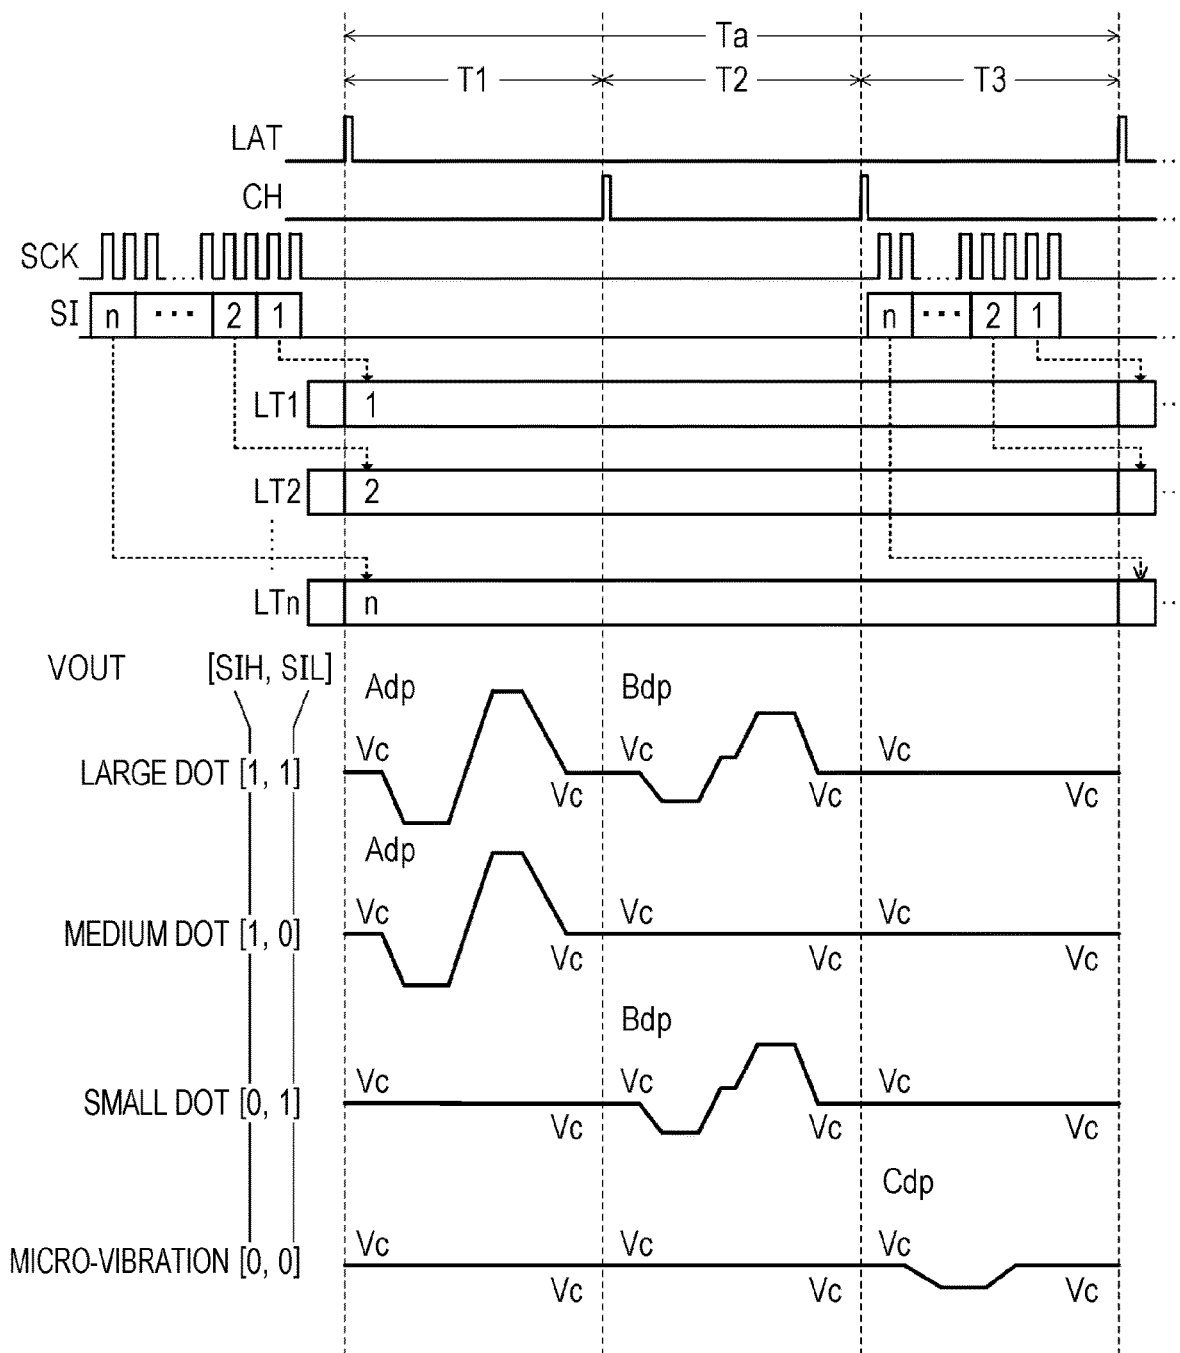 Ta
T1 T2 T3
LAT
CH
SCK
SI n ... 2 1 n ... 2 1
LT1 1
LT2 2
LTn n
VOUT [SIH, SIL]
Adp Bdp
Vc Vc Vc
LARGE DOT [1, 1]
Vc Vc Vc
Adp
Vc Vc Vc
MEDIUM DOT [1, 0]
Vc Vc Vc
Bdp
Vc Vc Vc
SMALL DOT [0, 1]
Vc Vc Vc
Cdp
Vc Vc Vc
MICRO-VIBRATION [0, 0]
Vc Vc Vc